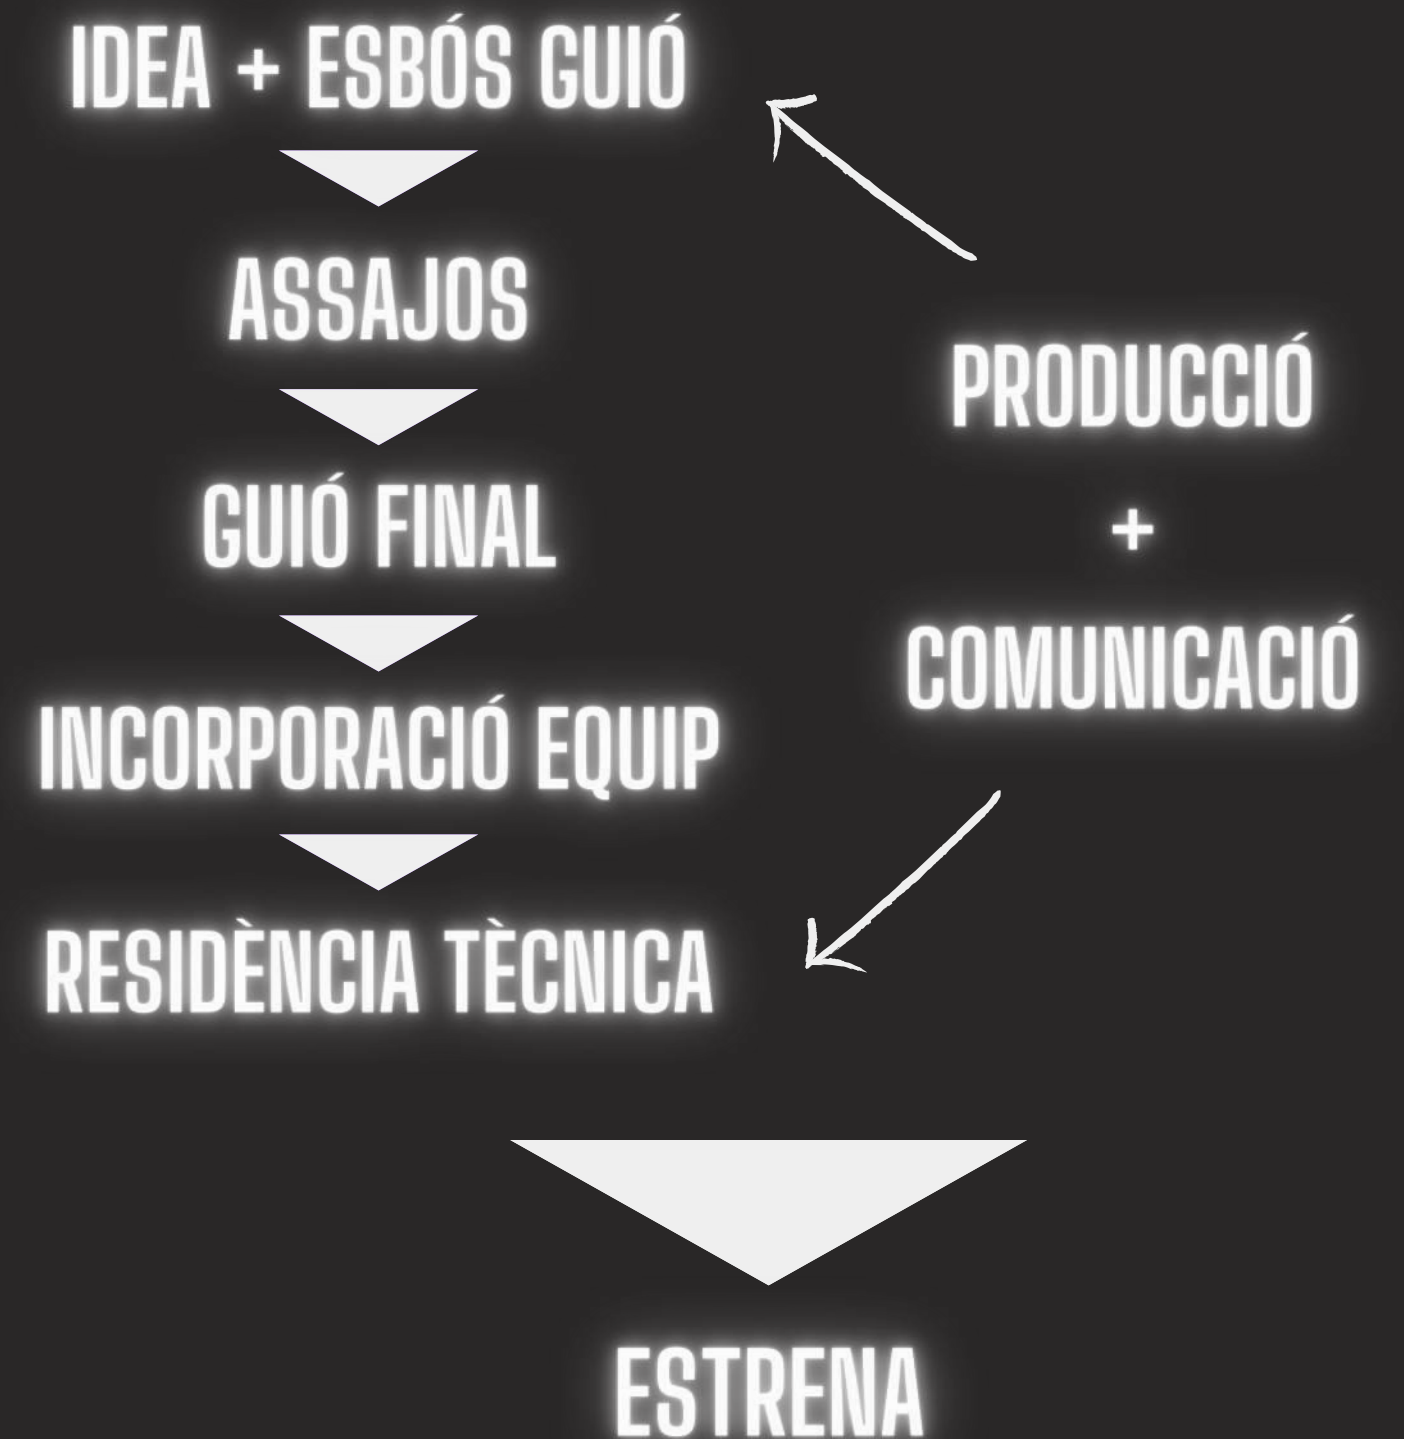 IDEA + ESBÓS GUIÓ
ASSAJOS
GUIÓ FINAL
INCORPORACIÓ EQUIP
RESIDÈNCIA TÈCNICA
PRODUCCIÓ
+
COMUNICACIÓ
ESTRENA